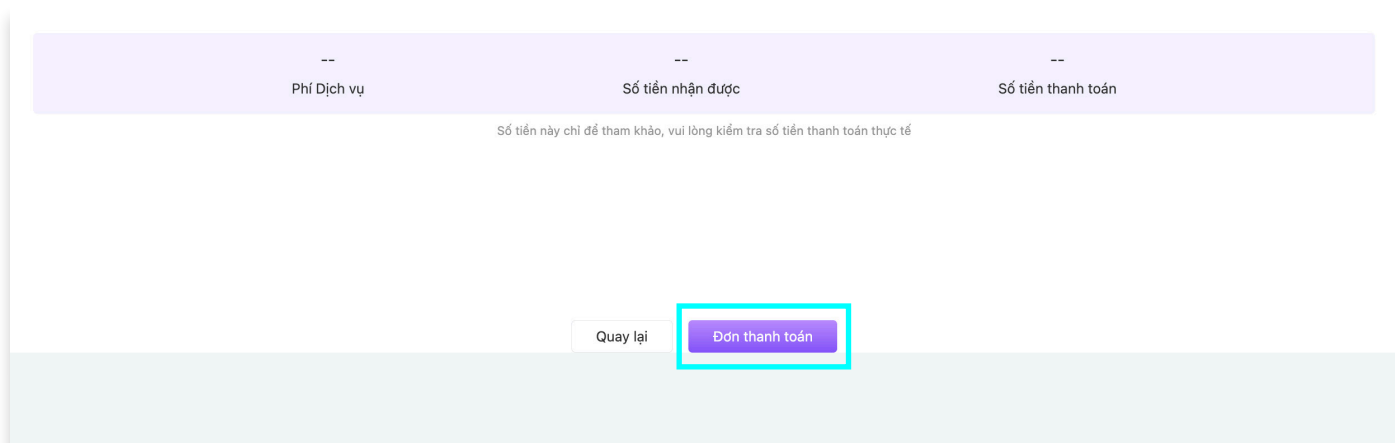 -- -- --
Phí Dịch vụ Số tiền nhận được Số tiền thanh toán
Số tiền này chỉ để tham khảo, vui lòng kiểm tra số tiền thanh toán thực tế
Quay lại Đơn thanh toán